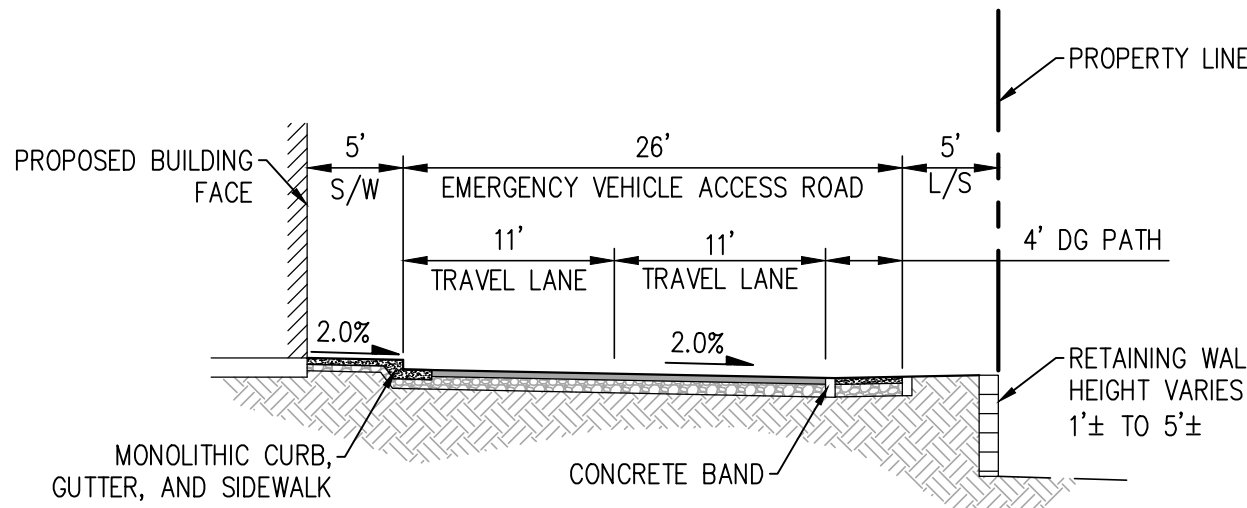 PROPERTY LINE
PROPOSED BUILDING
FACE
5'
S/W
26'
EMERGENCY VEHICLE ACCESS ROAD
5'
L/S
11'
TRAVEL LANE
11'
TRAVEL LANE
4' DG PATH
2.0%
2.0%
RETAINING WAL
HEIGHT VARIES
1'± TO 5'±
MONOLITHIC CURB,
GUTTER, AND SIDEWALK
CONCRETE BAND